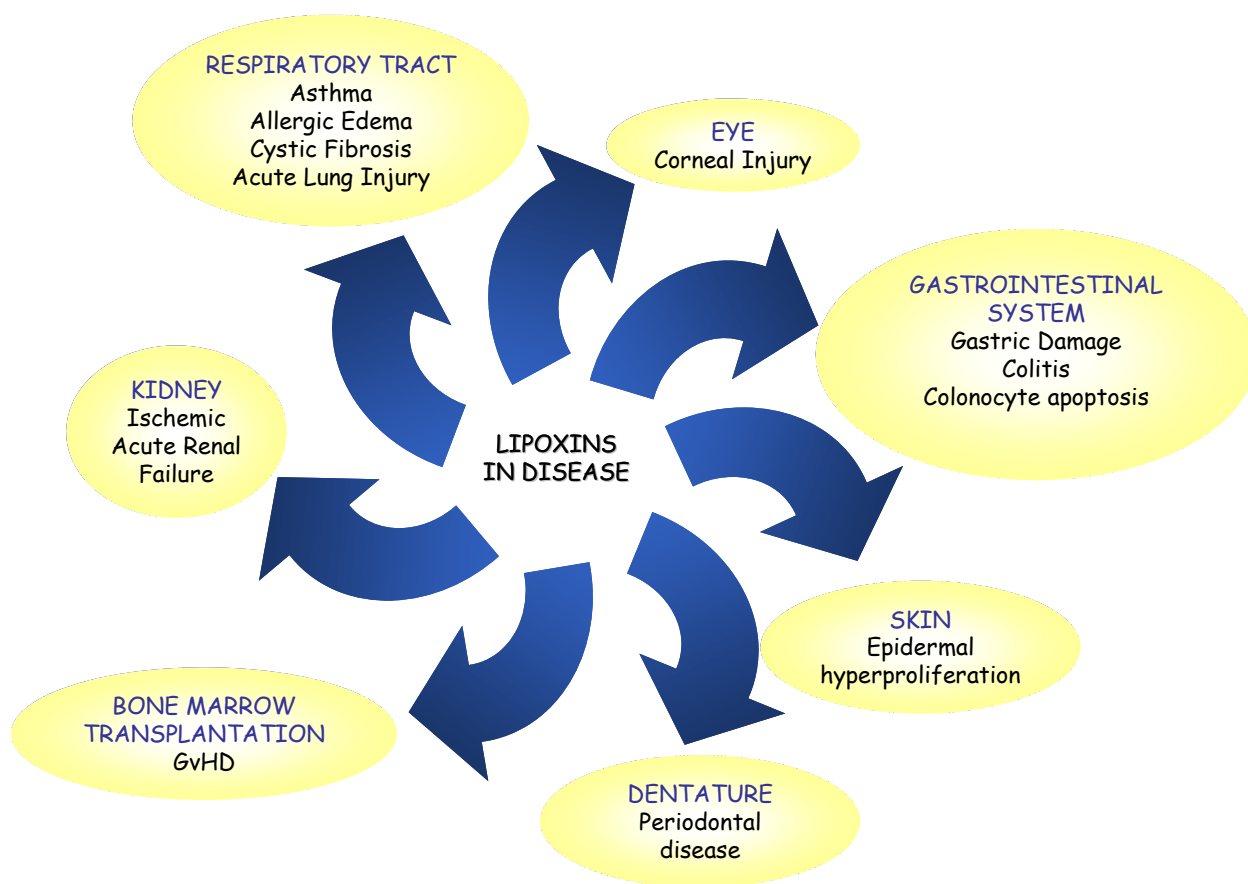 RESPIRATORY TRACT
Asthma
Allergic Edema
Cystic Fibrosis
Acute Lung Injury
EYE
Corneal Injury
GASTROINTESTINAL
SYSTEM
Gastric Damage
Colitis
Colonocyte apoptosis
KIDNEY
Ischemic
Acute Renal
Failure
LIPOXINS
IN DISEASE
SKIN
Epidermal
hyperproliferation
BONE MARROW
TRANSPLANTATION
GvHD
DENTATURE
Periodontal
disease